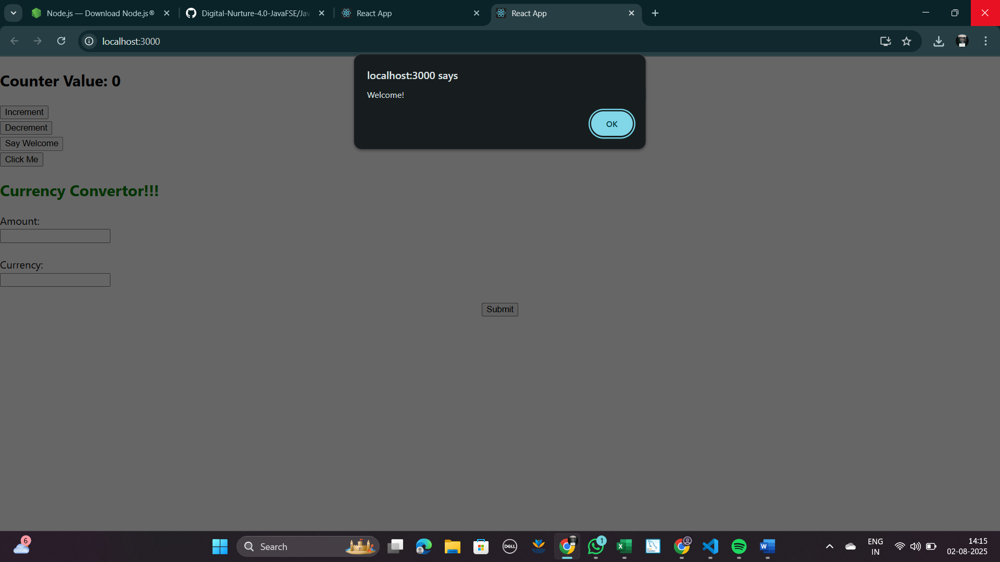 Node.js — Download Node.js®
Digital-Nurture-4.0-JavaFSE/Jav
React App
React App
localhost:3000
localhost:3000 says
Welcome!
OK
Counter Value: 0
Increment
Decrement
Say Welcome
Click Me
Currency Convertor!!!
Amount:
Currency:
Submit
6
Search
DELL
1
X
W
ENG
IN
14:15
02-08-2025